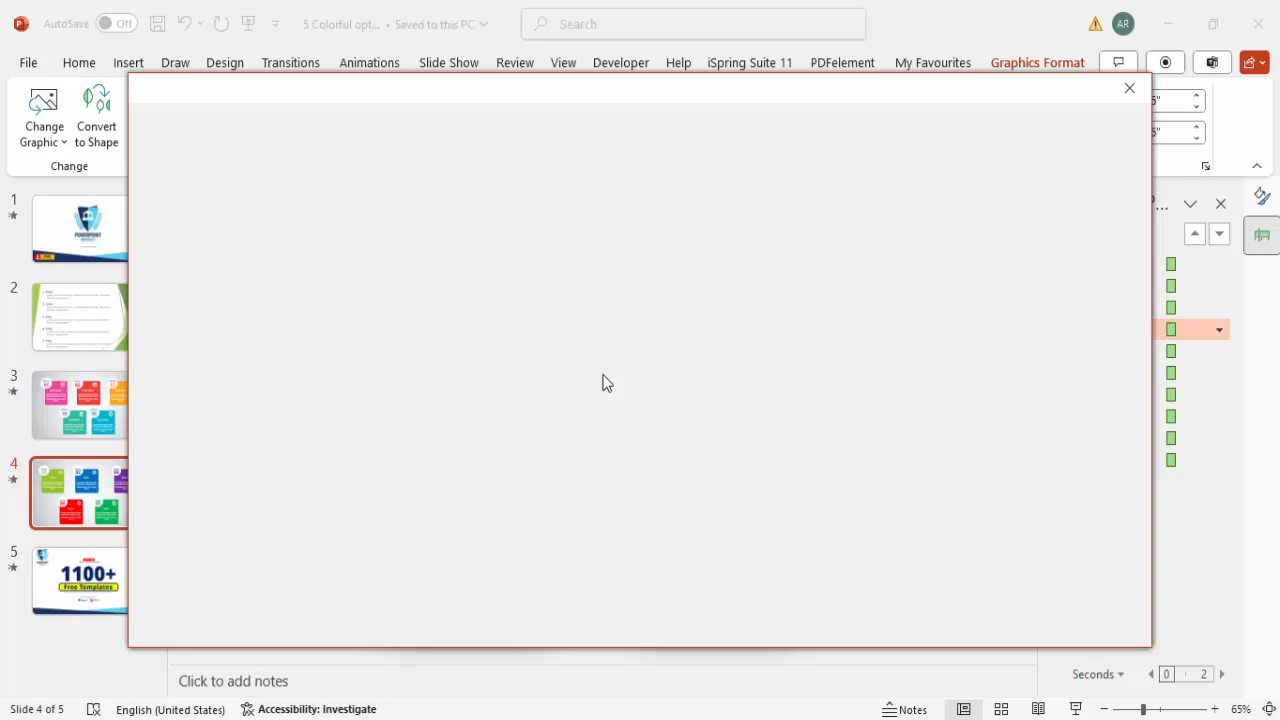 AutoSave Off 5 Colorful opt... • Saved to this PC Search AR
File Home Insert Draw Design Transitions Animations Slide Show Review View Developer Help iSpring Suite 11 PDFelement My Favourites Graphics Format
Change Graphic
Convert to Shape
Change
1
2
3
4
5
1100+
Free Templates
Click to add notes
Seconds 0 2
Slide 4 of 5 English (United States) Accessibility: Investigate Notes 65%